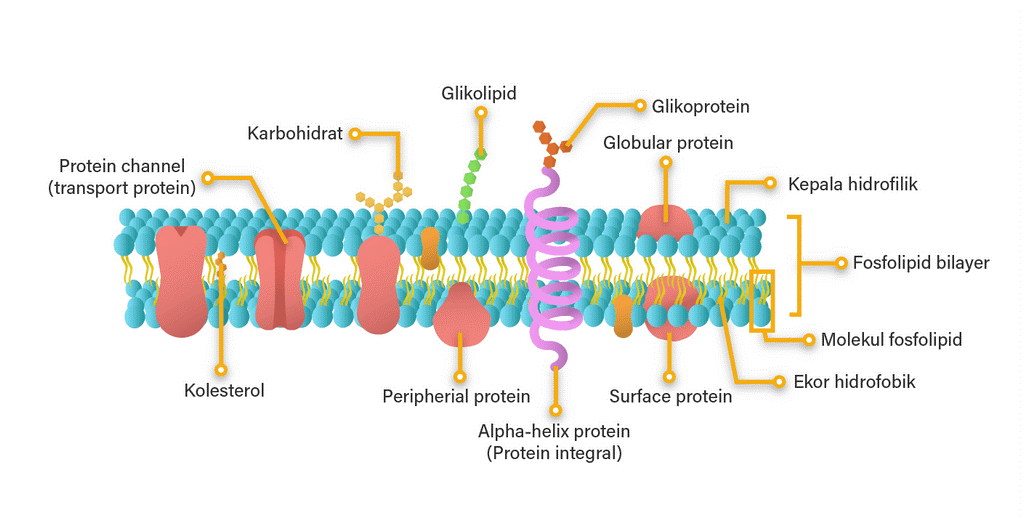 Glikolipid
Glikoprotein
Karbohidrat
Globular protein
Protein channel
(transport protein)
Kepala hidrofilik
Fosfolipid bilayer
Molekul fosfolipid
Ekor hidrofobik
Kolesterol
Peripherial protein
Surface protein
Alpha-helix protein
(Protein integral)